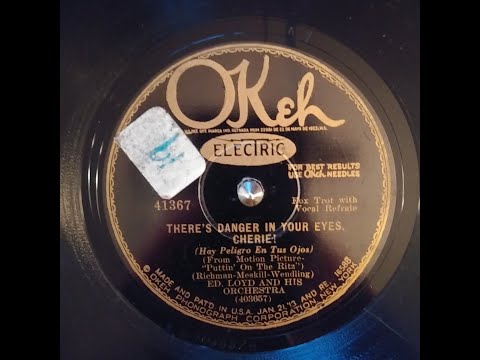 OKeh
ELECTRIC
FOR BEST RESULTS
USE OKeh NEEDLES
41367
Fox Trot with
Vocal Refrain
THERE'S DANGER IN YOUR EYES,
CHERIE!
(Hay Peligro En Tus Ojos)
(From Motion Picture-
"Puttin' On The Ritz")
(Richman-Meskill-Wendling)
ED. LOYD AND HIS
ORCHESTRA
(403657)
MADE AND PAT'D IN U.S.A. JAN. 21,'13 AND RE. 16588
OKEH PHONOGRAPH CORPORATION, NEW YORK